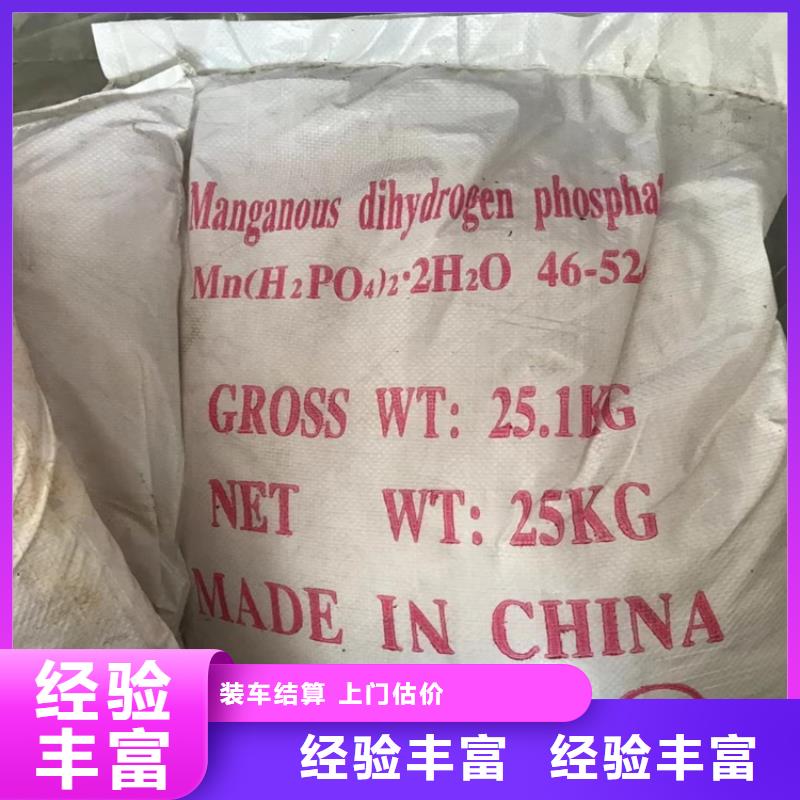 Manganous dihydrogen phospha
Mn(H₂PO₄)₂·2H₂O 46-52
GROSS WT: 25.1KG
NET WT: 25KG
MADE IN CHINA
经验
丰富
装车结算 上门估价
经验丰富 经验丰富